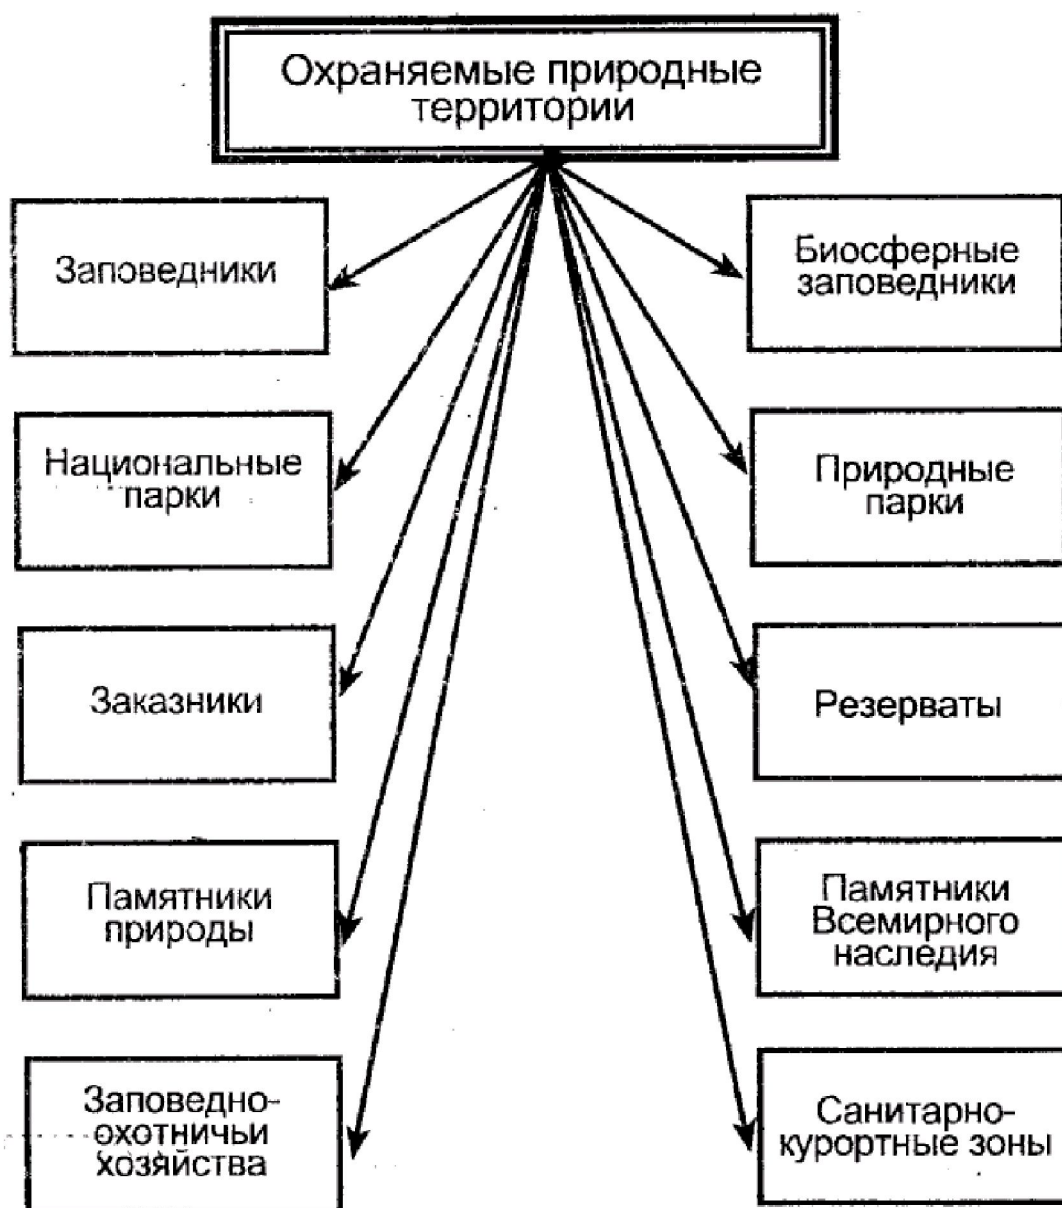 Охраняемые природные
территории
Заповедники
Биосферные
заповедники
Национальные
парки
Природные
парки
Заказники
Резерваты
Памятники
природы
Памятники
Всемирного
наследия
Заповедно-
охотничьи
хозяйства
Санитарно-
курортные зоны